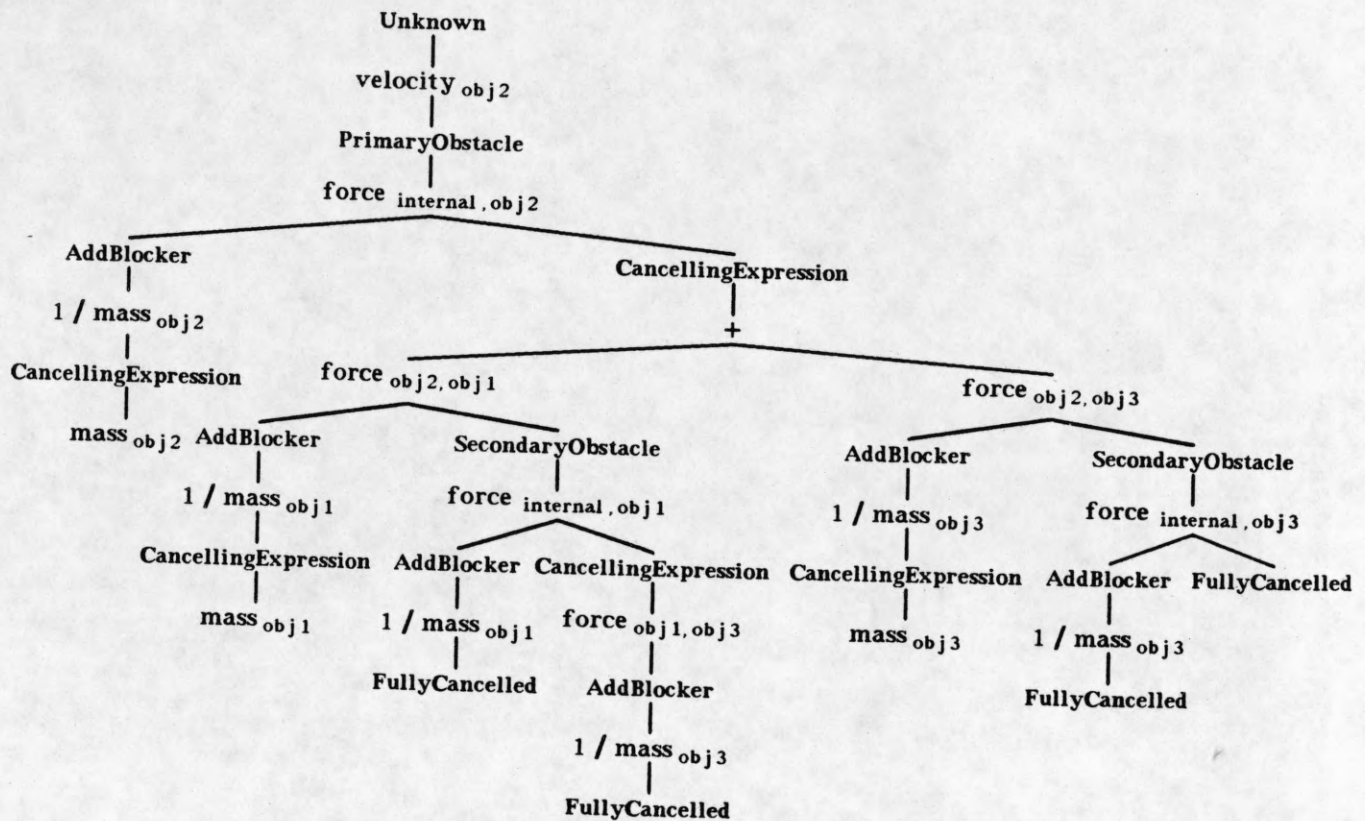 Unknown
velocity obj2
PrimaryObstacle
force internal, obj2
AddBlocker
CancellingExpression
1 / mass obj2
+
CancellingExpression
force obj2, obj1
force obj2, obj3
mass obj2
AddBlocker
SecondaryObstacle
AddBlocker
SecondaryObstacle
1 / mass obj1
force internal, obj1
1 / mass obj3
force internal, obj3
CancellingExpression
AddBlocker
CancellingExpression
CancellingExpression
AddBlocker
FullyCancelled
mass obj1
1 / mass obj1
force obj1, obj3
mass obj3
1 / mass obj3
FullyCancelled
AddBlocker
FullyCancelled
1 / mass obj3
FullyCancelled